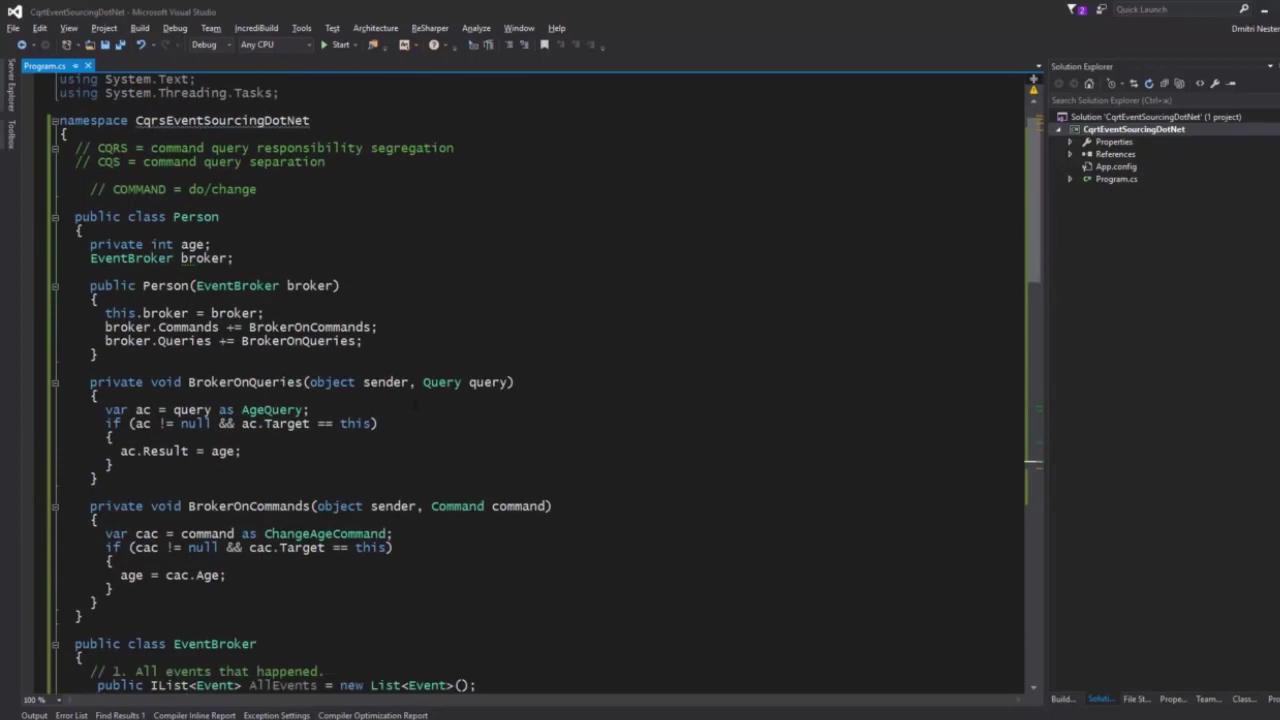 CqrtEventSourcingDotNet - Microsoft Visual Studio
2
Quick Launch
File Edit View Project Build Debug Team IncrediBuild Tools Test Architecture ReSharper Analyze Window Help
Dmitri Nester
Debug Any CPU Start
Server Explorer
Toolbox
Program.cs
using System.Text;
using System.Threading.Tasks;
namespace CqrsEventSourcingDotNet
{
// CQRS = command query responsibility segregation
// CQS = command query separation
// COMMAND = do/change
public class Person
{
private int age;
EventBroker broker;
public Person(EventBroker broker)
{
this.broker = broker;
broker.Commands += BrokerOnCommands;
broker.Queries += BrokerOnQueries;
}
private void BrokerOnQueries(object sender, Query query)
{
var ac = query as AgeQuery;
if (ac != null && ac.Target == this)
{
ac.Result = age;
}
}
private void BrokerOnCommands(object sender, Command command)
{
var cac = command as ChangeAgeCommand;
if (cac != null && cac.Target == this)
{
age = cac.Age;
}
}
}
public class EventBroker
{
// 1. All events that happened.
public IList<Event> AllEvents = new List<Event>();
100 %
Solution Explorer
Search Solution Explorer (Ctrl+ж)
Solution 'CqrtEventSourcingDotNet' (1 project)
CqrtEventSourcingDotNet
Properties
References
App.config
Program.cs
Build... Soluti... File St... Prope... Team... Class... Pro
Output Error List Find Results 1 Compiler Inline Report Exception Settings Compiler Optimization Report